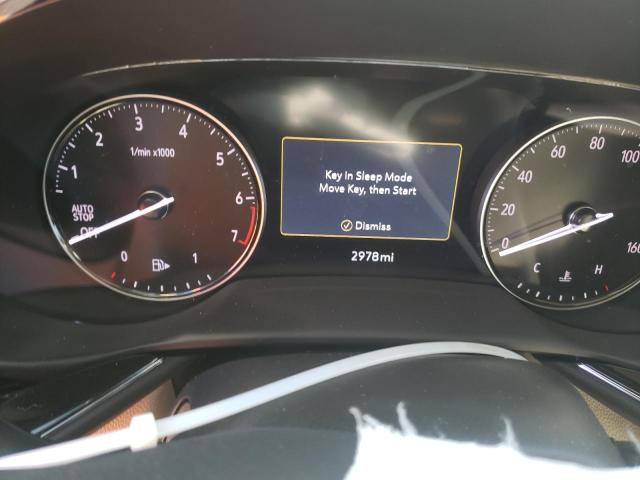 1 2 3 4 5 6 7
1/min x1000
AUTO
STOP
OFF
0 1
Key in Sleep Mode
Move Key, then Start
Dismiss
2978mi
0 20 40 60 80 100 160
C H